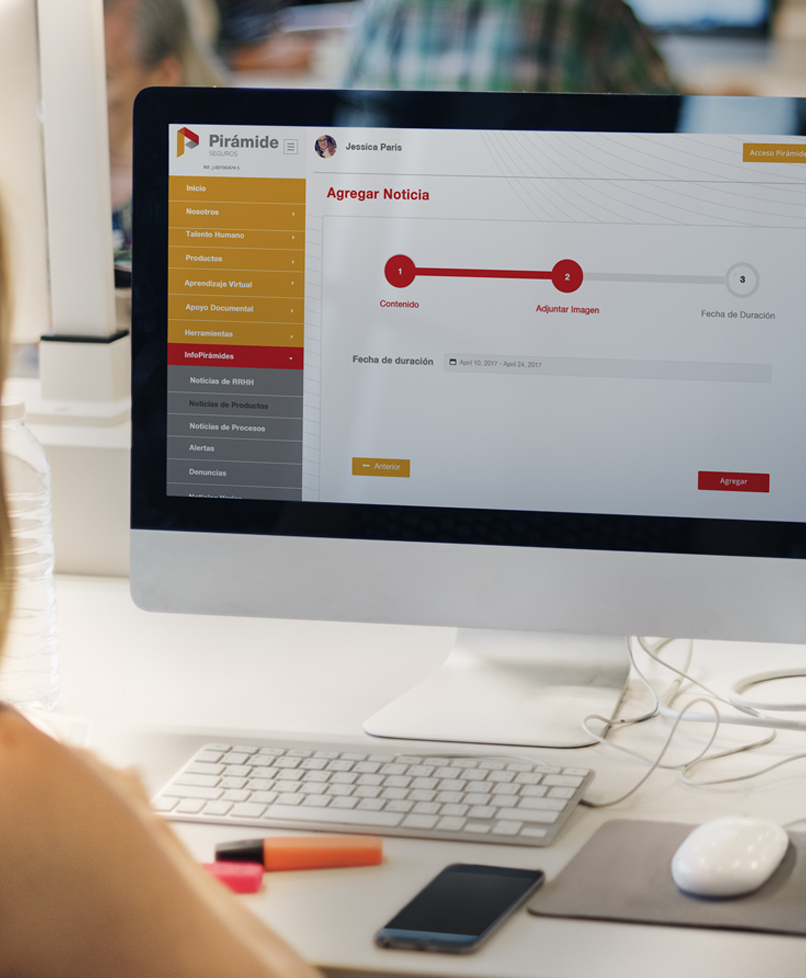 Pirámide
SEGUROS
Jessica Paris
Acceso Pirámide
Inicio
Nosotros
Talento Humano
Productos
Aprendizaje Virtual
Apoyo Documental
Herramientas
InfoPirámides
Noticias de RRHH
Noticias de Productos
Noticias de Procesos
Alertas
Denuncias
Agregar Noticia
1
2
3
Contenido
Adjuntar Imagen
Fecha de Duración
Fecha de duración
April 10, 2017 - April 24, 2017
Anterior
Agregar